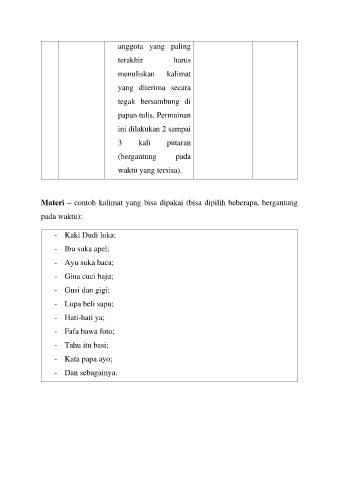 anggota yang paling
terakhir harus
menuliskan kalimat
yang diterima secara
tegak bersambung di
papan tulis. Permainan
ini dilakukan 2 sampai
3 kali putaran
(bergantung pada
waktu yang tersisa).
Materi – contoh kalimat yang bisa dipakai (bisa dipilih beberapa, bergantung
pada waktu):
- Kaki Dudi luka;
- Ibu suka apel;
- Ayu suka baca;
- Gina cuci baju;
- Gusi dan gigi;
- Lupa beli sapu;
- Hati-hati ya;
- Fafa bawa foto;
- Tahu itu basi;
- Kata papa ayo;
- Dan sebagainya.